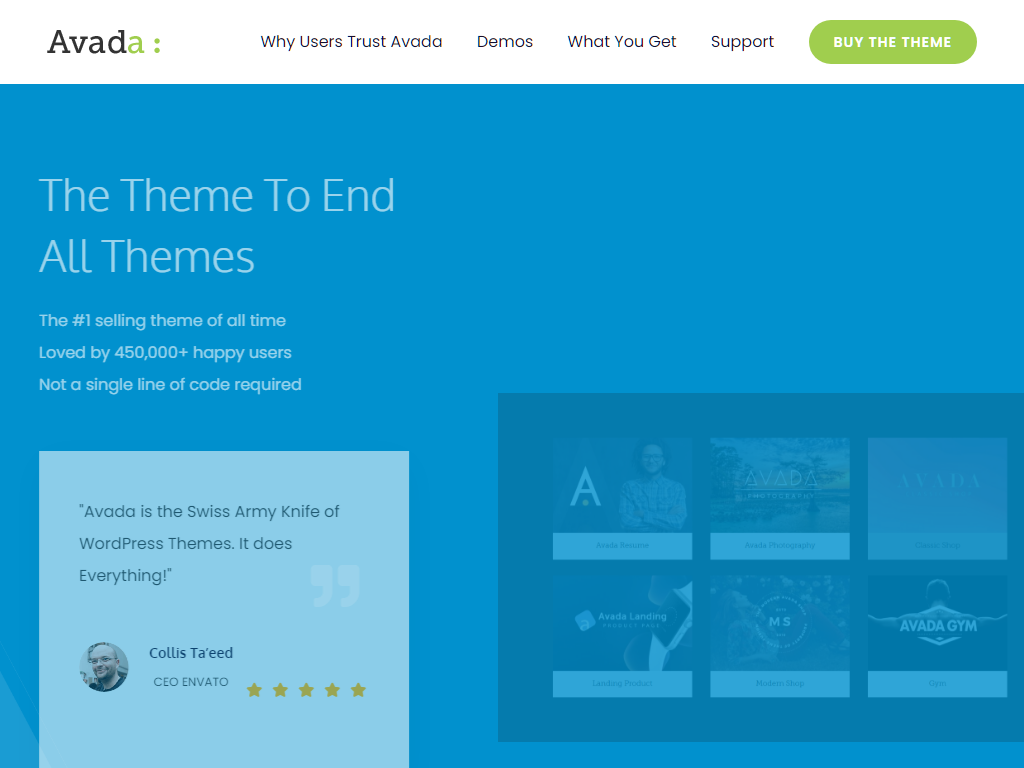 Avada :
Why Users Trust Avada
Demos
What You Get
Support
BUY THE THEME
The Theme To End
All Themes
The #1 selling theme of all time
Loved by 450,000+ happy users
Not a single line of code required
"Avada is the Swiss Army Knife of
WordPress Themes. It does
Everything!"
Collis Ta'eed
CEO ENVATO
AVADA
PHOTOGRAPHY
AVADA
Avada Resume
Avada Photography
Classic Shop
Avada Landing
PRODUCT PAGE
MS
AVADA GYM
Landing Product
Modern Shop
Gym